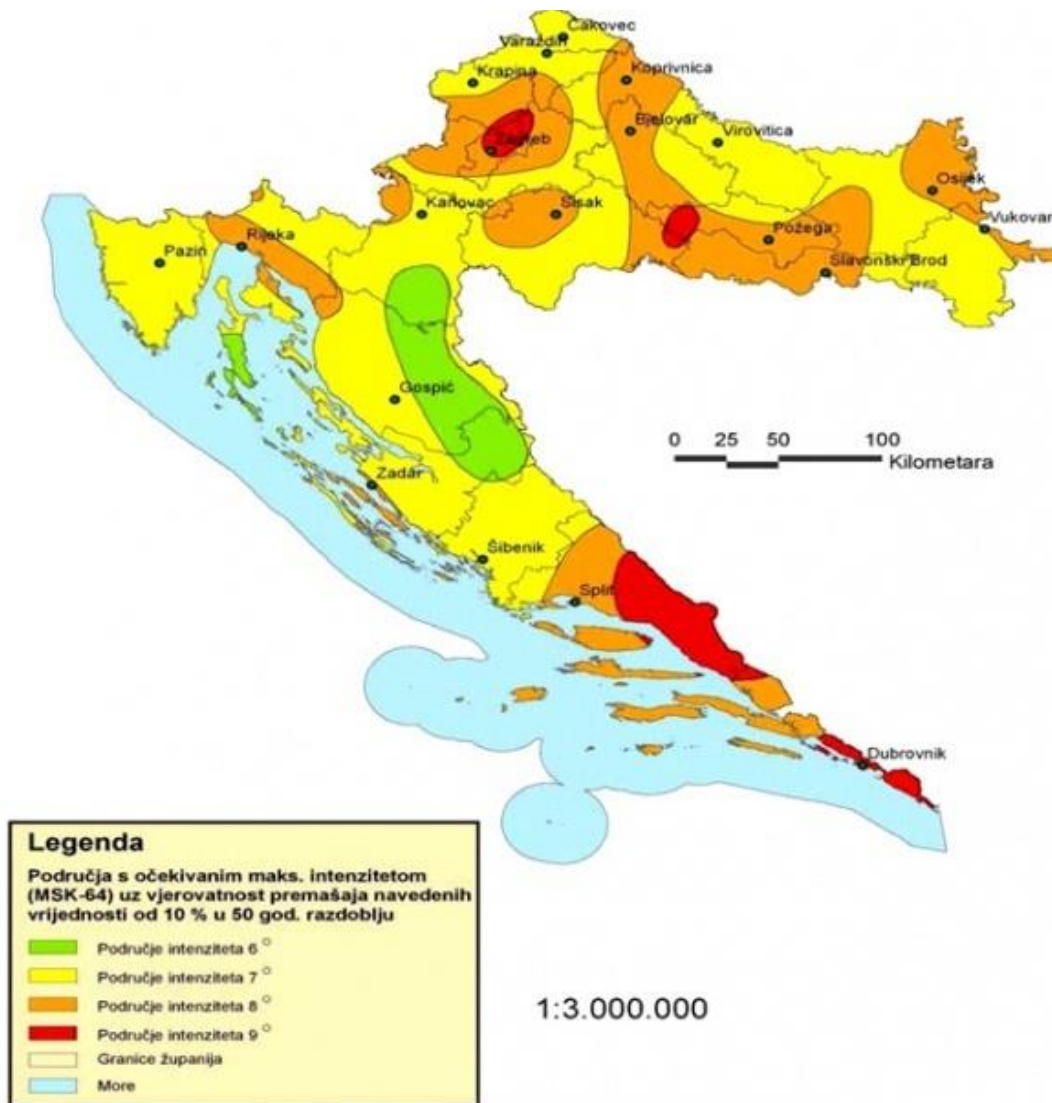 Čakovec
Varaždin
Krapina
Koprivnica
Bjelovar
Virovitica
Zagreb
Osijek
Karlovac
Sisak
Vukovar
Požega
Rijeka
Pazin
Slavonski Brod
Gospić
0 25 50 100
Kilometara
Zadar
Šibenik
Split
Dubrovnik
Legenda
Područja s očekivanim maks. intenzitetom
(MSK-64) uz vjerovatnost premašaja navedenih
vrijednosti od 10 % u 50 god. razdoblju
Područje intenziteta 6 °
Područje intenziteta 7 °
Područje intenziteta 8 °
Područje intenziteta 9 °
Granice županija
More
1:3.000.000